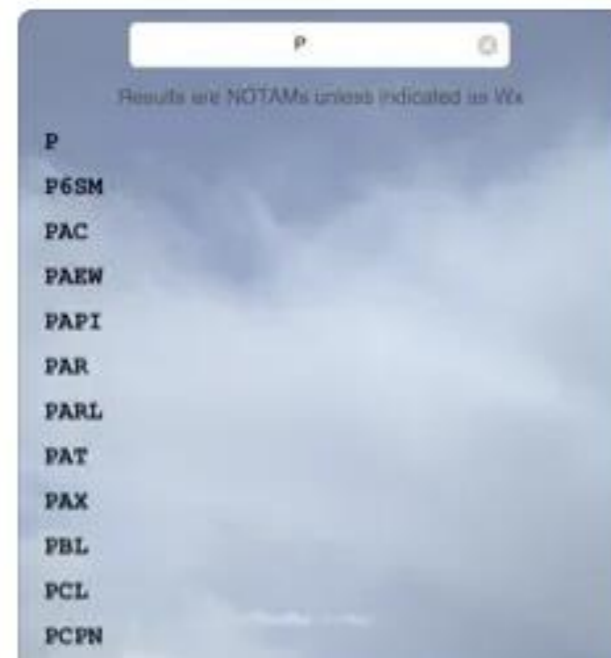 P
Results are NOTAMs unless indicated as Wx
P
P6SM
PAC
PAEW
PAPI
PAR
PARL
PAT
PAX
PBL
PCL
PCPN